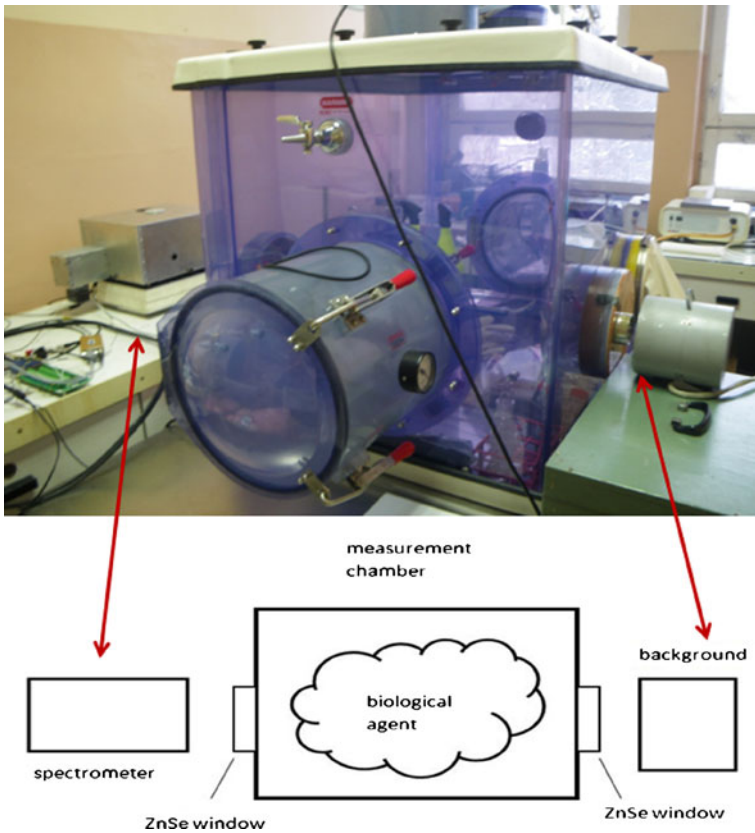 measurement
chamber
background
biological
agent
spectrometer
ZnSe window
ZnSe window